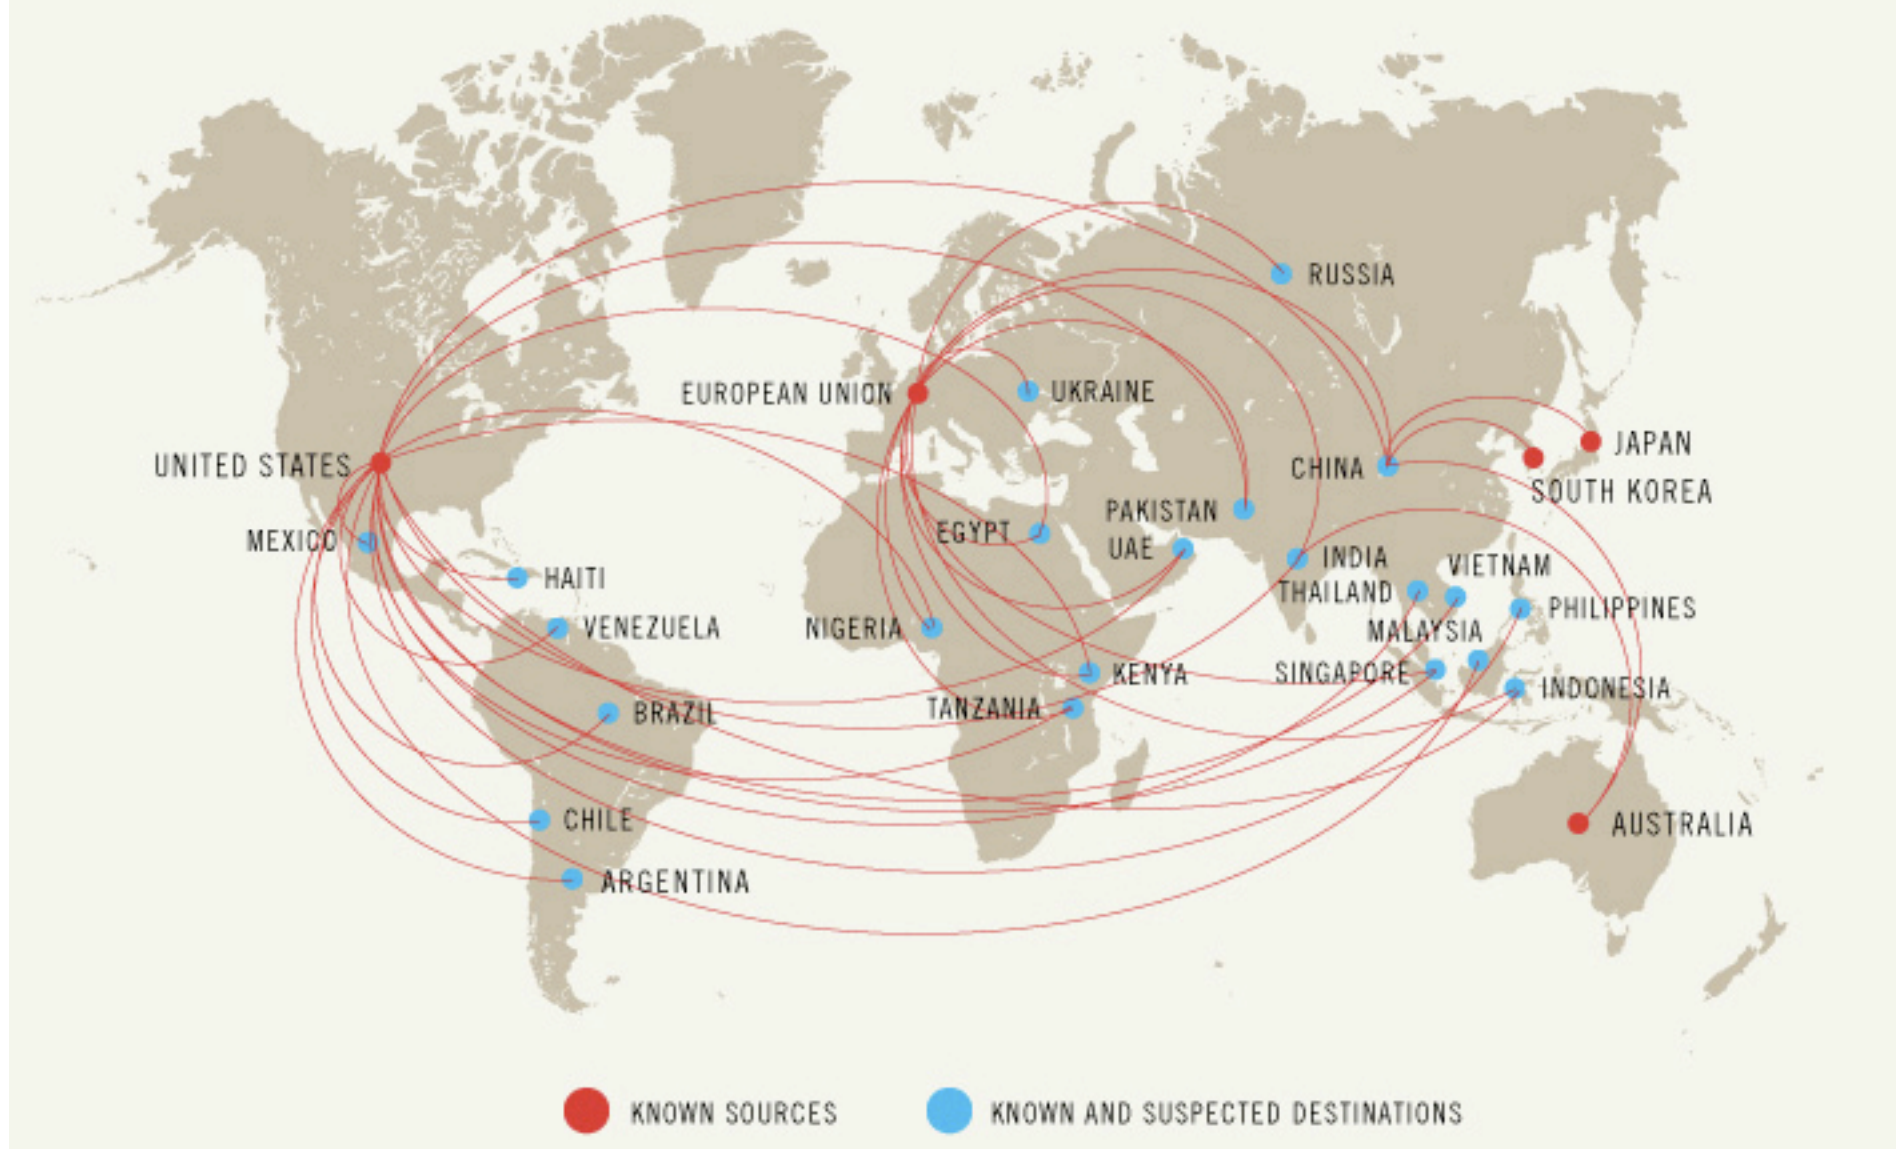 RUSSIA
EUROPEAN UNION
UKRAINE
UNITED STATES
CHINA
JAPAN
SOUTH KOREA
PAKISTAN
EGYPT
MEXICO
UAE
INDIA
VIETNAM
HAITI
THAILAND
PHILIPPINES
VENEZUELA
NIGERIA
MALAYSIA
KENYA
SINGAPORE
INDONESIA
BRAZIL
TANZANIA
CHILE
AUSTRALIA
ARGENTINA
KNOWN SOURCES
KNOWN AND SUSPECTED DESTINATIONS